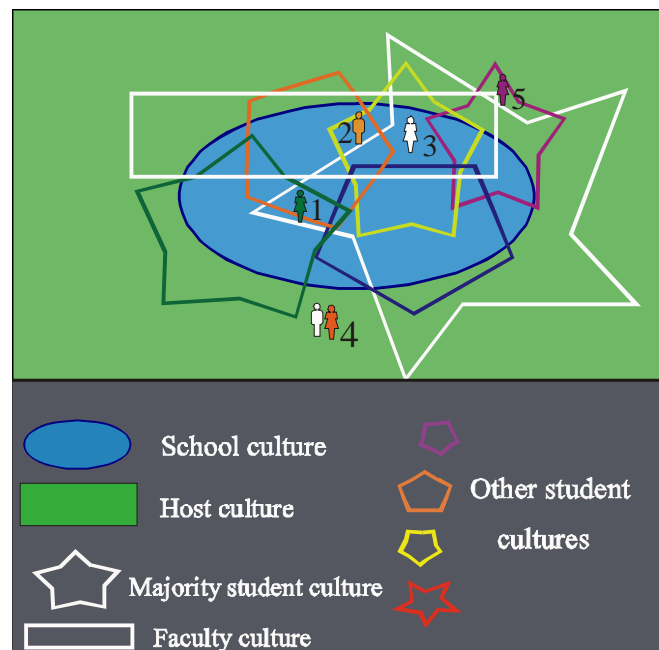 5
2
3
1
4
School culture
Host culture
Other student
cultures
Majority student culture
Faculty culture